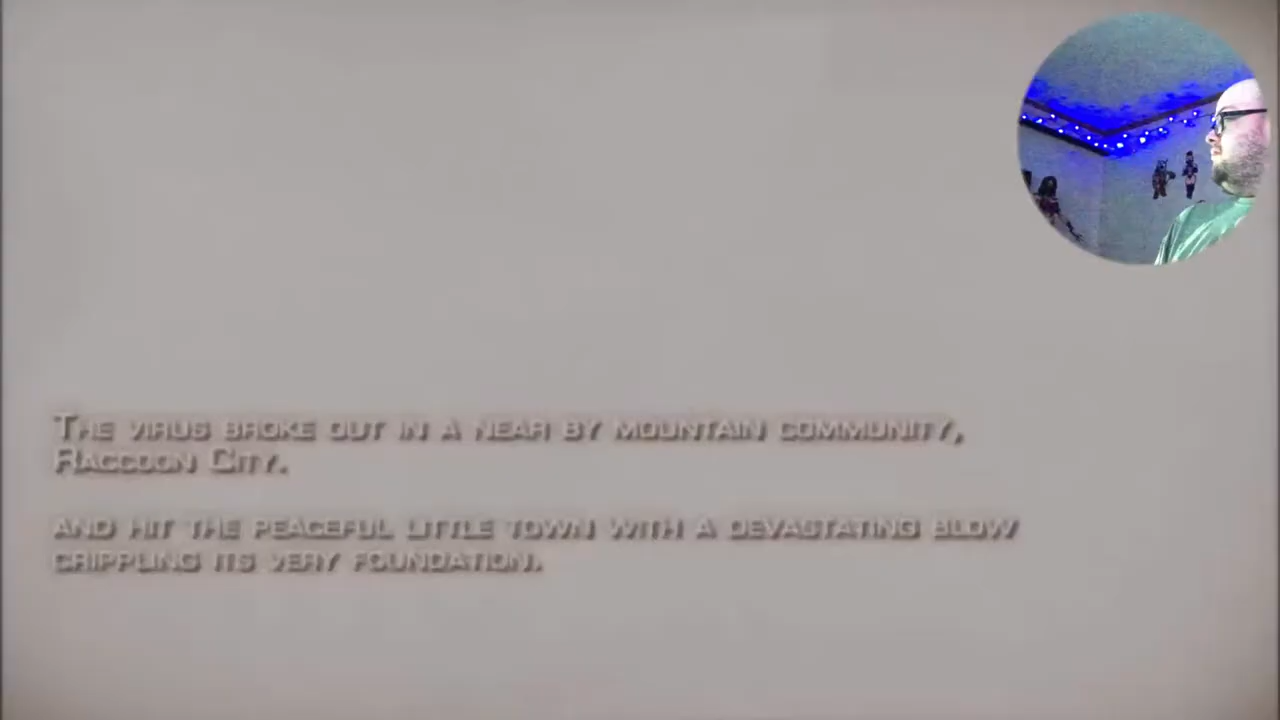 The virus broke out in a near by mountain community,
Raccoon City.
and hit the peaceful little town with a devastating blow
crippling its very foundation.